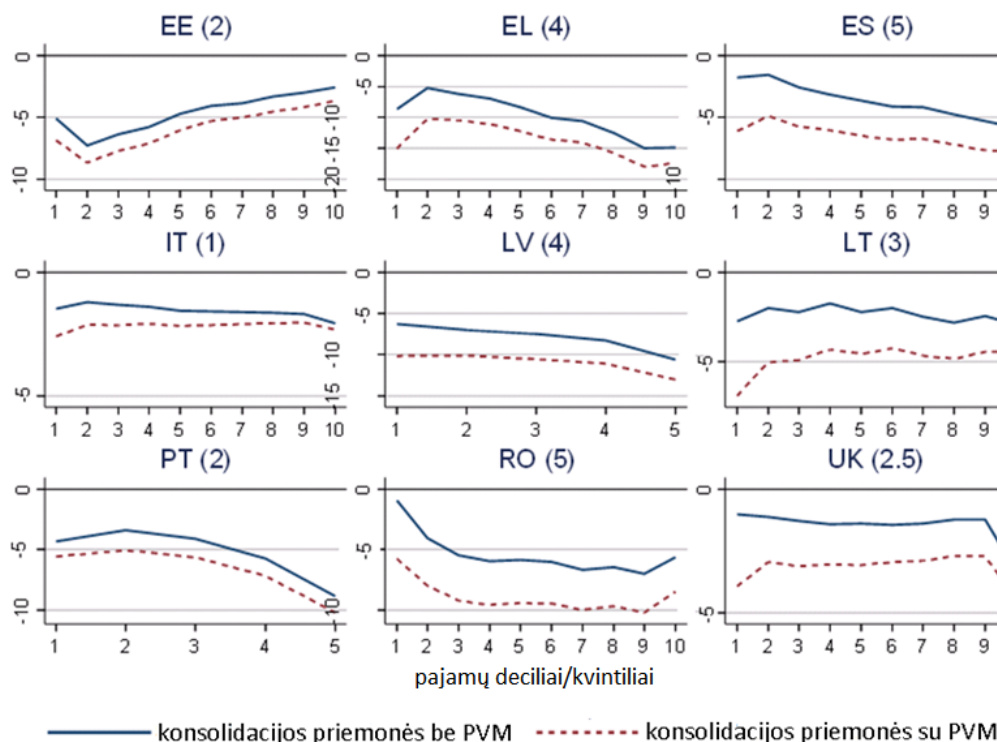 EE (2) EL (4) ES (5)
0 -5 -10
0 -5 -10 -15 -20
0 -5 -10
1 2 3 4 5 6 7 8 9 10
1 2 3 4 5 6 7 8 9 10
1 2 3 4 5 6 7 8 9
IT (1) LV (4) LT (3)
0 -5
0 -5 -10 -15
0 -5
1 2 3 4 5 6 7 8 9 10
1 2 3 4 5
1 2 3 4 5 6 7 8 9
PT (2) RO (5) UK (2.5)
0 -5 -10
0 -5 -10
0 -5
1 2 3 4 5
1 2 3 4 5 6 7 8 9 10
1 2 3 4 5 6 7 8 9
pajamų deciliai/kvintiliai
konsolidacijos priemonės be PVM konsolidacijos priemonės su PVM